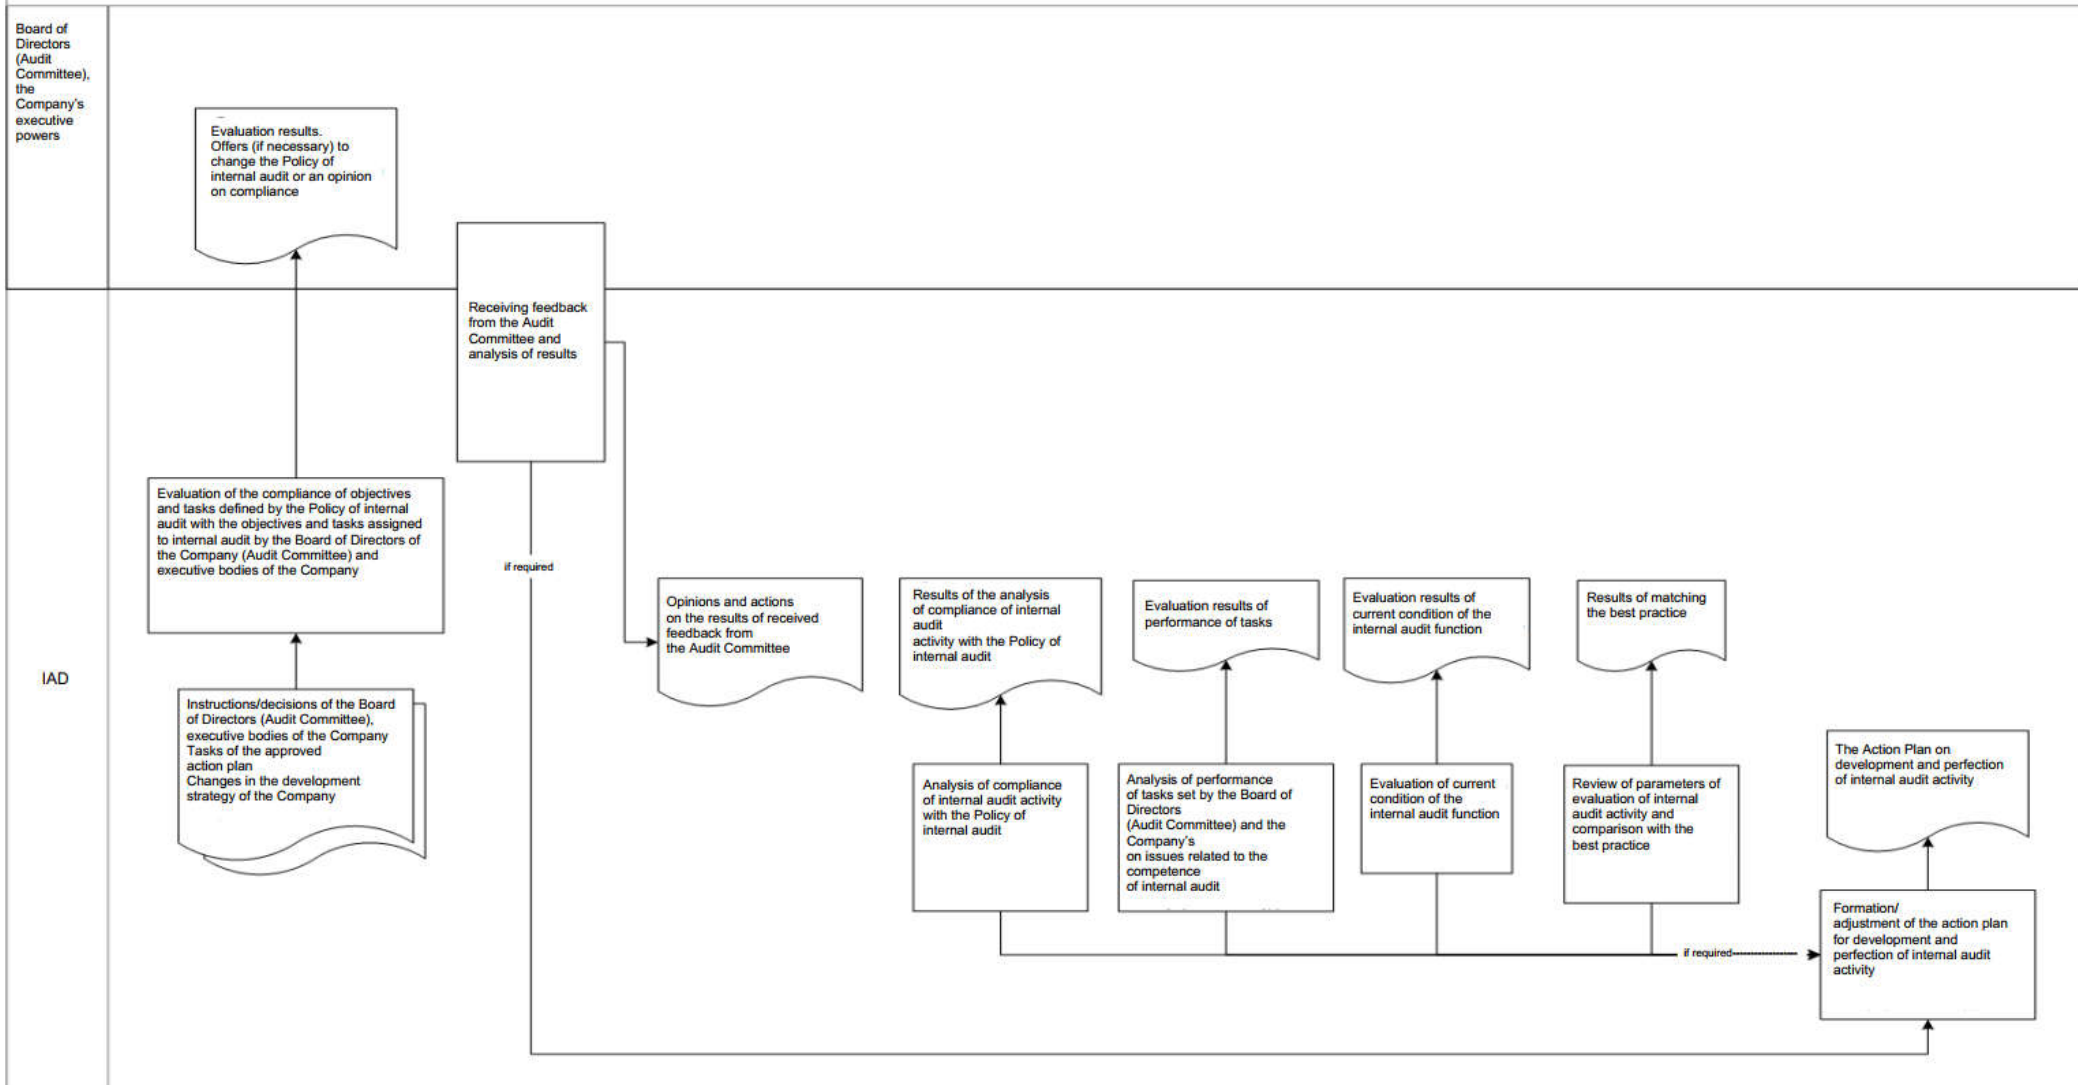 Board of
Directors
(Audit
Committee),
the
Company's
executive
powers
Evaluation results.
Offers (if necessary) to
change the Policy of
internal audit or an opinion
on compliance
Receiving feedback
from the Audit
Committee and
analysis of results
Evaluation of the compliance of objectives
and tasks defined by the Policy of internal
audit with the objectives and tasks assigned
to internal audit by the Board of Directors of
the Company (Audit Committee) and
executive bodies of the Company
if required
IAD
Instructions/decisions of the Board
of Directors (Audit Committee),
executive bodies of the Company
Tasks of the approved
action plan
Changes in the development
strategy of the Company
Opinions and actions
on the results of received
feedback from
the Audit Committee
Results of the analysis
of compliance of internal
audit
activity with the Policy of
internal audit
Evaluation results of
performance of tasks
Evaluation results of
current condition of the
internal audit function
Results of matching
the best practice
Analysis of compliance
of internal audit activity
with the Policy of
internal audit
Analysis of performance
of tasks set by the Board of
Directors
(Audit Committee) and the
Company's
on issues related to the
competence
of internal audit
Evaluation of current
condition of the
internal audit function
Review of parameters of
evaluation of internal
audit activity and
comparison with the
best practice
The Action Plan on
development and perfection
of internal audit activity
if required
Formation/
adjustment of the action plan
for development and
perfection of internal audit
activity